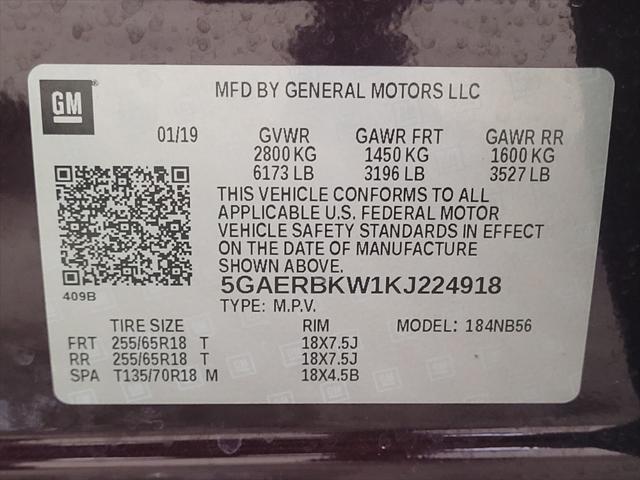 GM
MFD BY GENERAL MOTORS LLC
01/19 GVWR GAWR FRT GAWR RR
2800 KG 1450 KG 1600 KG
6173 LB 3196 LB 3527 LB
THIS VEHICLE CONFORMS TO ALL
APPLICABLE U.S. FEDERAL MOTOR
VEHICLE SAFETY STANDARDS IN EFFECT
ON THE DATE OF MANUFACTURE
SHOWN ABOVE.
5GAERBKW1KJ224918
409B
TYPE: M.P.V.
TIRE SIZE RIM MODEL: 184NB56
FRT 255/65R18 T 18X7.5J
RR 255/65R18 T 18X7.5J
SPA T135/70R18 M 18X4.5B